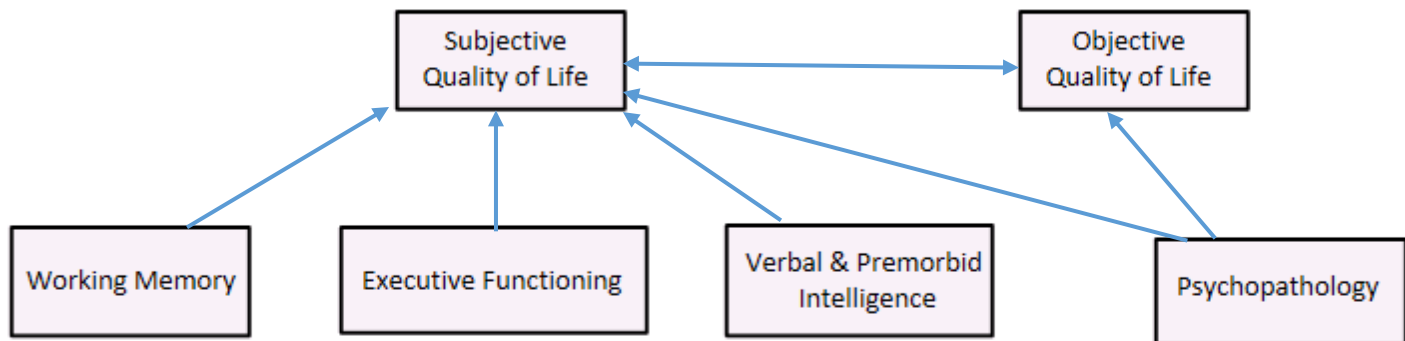 Subjective
Quality of Life
Objective
Quality of Life
Working Memory
Executive Functioning
Verbal & Premorbid
Intelligence
Psychopathology